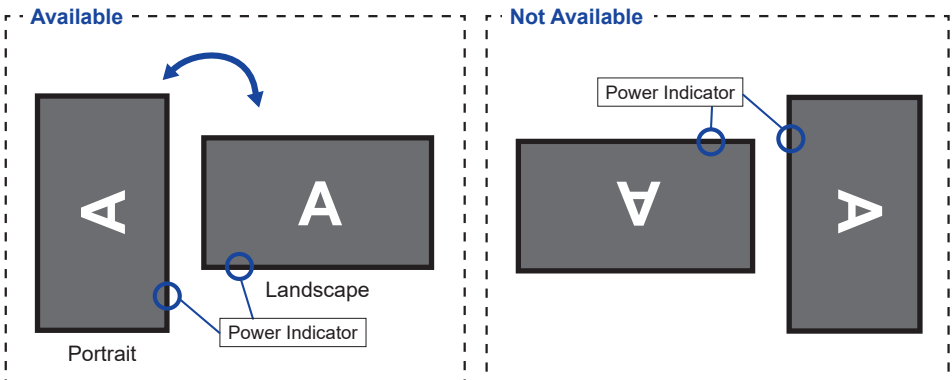 Available
A
A
Landscape
Power Indicator
Portrait
Not Available
Power Indicator
A
A